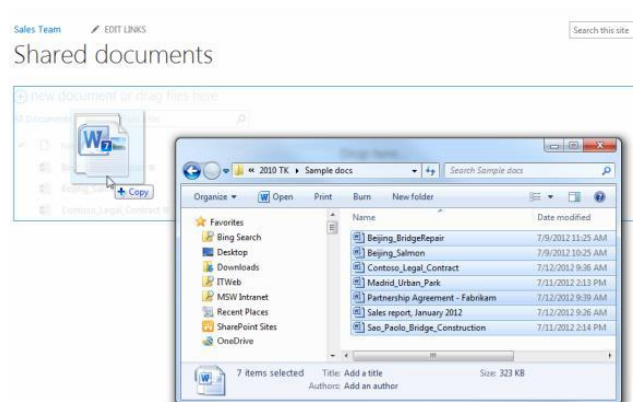 Sales Team EDIT LINKS
Search this site
Shared documents
new document or drag files here
W 7
Copy
Drop here...
« 2010 TK ▸ Sample docs
Search Sample docs
Organize Open Print Burn New folder
Favorites
Bing Search
Desktop
Downloads
ITWeb
MSW Intranet
Recent Places
SharePoint Sites
OneDrive
Name Date modified
Beijing_BridgeRepair 7/9/2012 11:25 AM
Beijing_Salmon 7/9/2012 10:25 AM
Contoso_Legal_Contract 7/12/2012 9:36 AM
Madrid_Urban_Park 7/11/2012 2:13 PM
Partnership Agreement - Fabrikam 7/12/2012 9:39 AM
Sales report, January 2012 7/12/2012 9:26 AM
Sao_Paolo_Bridge_Construction 7/11/2012 2:14 PM
7 items selected Title: Add a title Size: 323 KB
Authors: Add an author